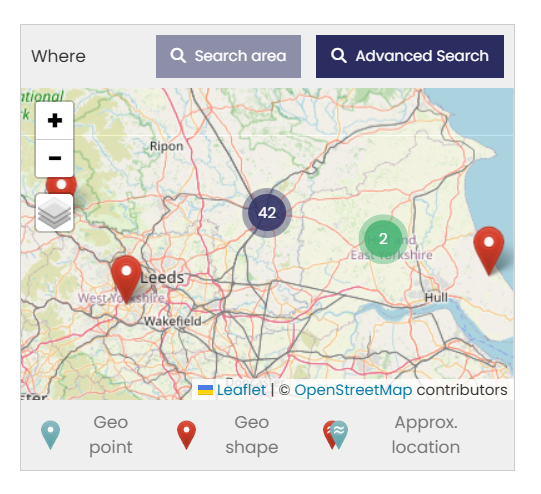 Where
Search area
Advanced Search
ational
k
+
−
Ripon
42
2
East Yorkshire
Leeds
West Yorkshire
Hull
Wakefield
Leaflet | © OpenStreetMap contributors
Geo
point
Geo
shape
Approx.
location